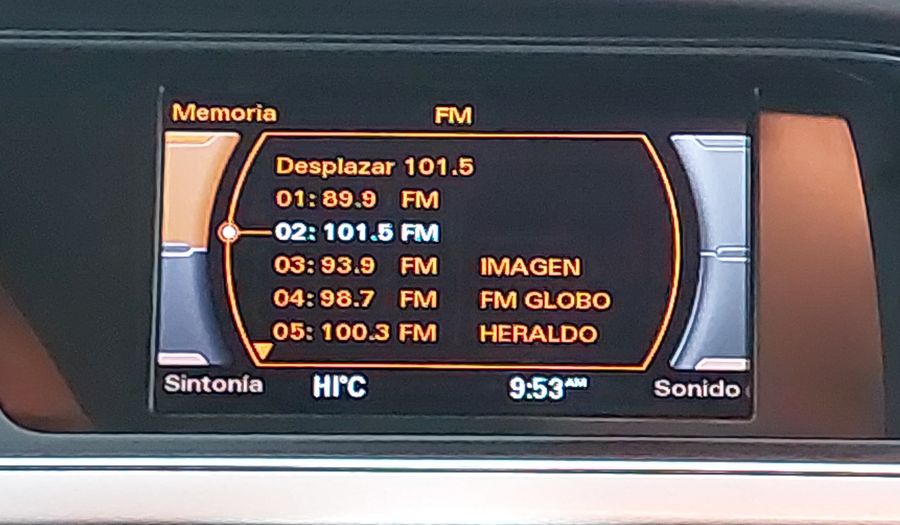 Memoria FM
Desplazar 101.5
01: 89.9 FM
02: 101.5 FM
03: 93.9 FM IMAGEN
04: 98.7 FM FM GLOBO
05: 100.3 FM HERALDO
Sintonía HI°C 9:53 AM Sonido